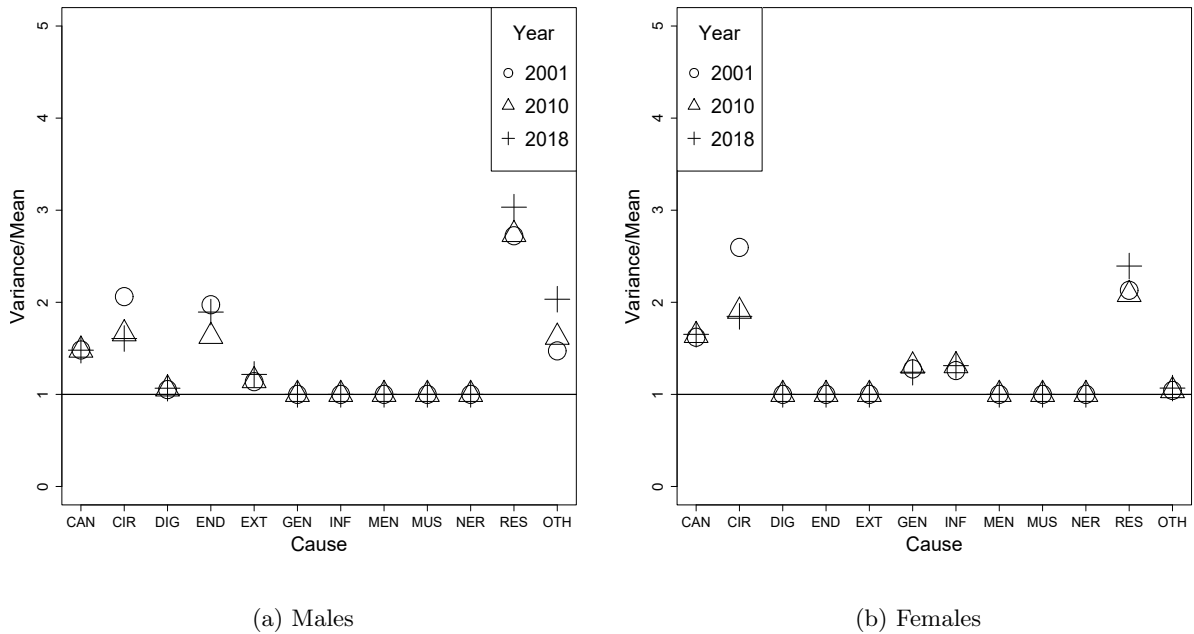 Year
2001
2010
2018
Variance/Mean
0 1 2 3 4 5
CAN CIR DIG END EXT GEN INF MEN MUS NER RES OTH
Cause
(a) Males
Year
2001
2010
2018
Variance/Mean
0 1 2 3 4 5
CAN CIR DIG END EXT GEN INF MEN MUS NER RES OTH
Cause
(b) Females